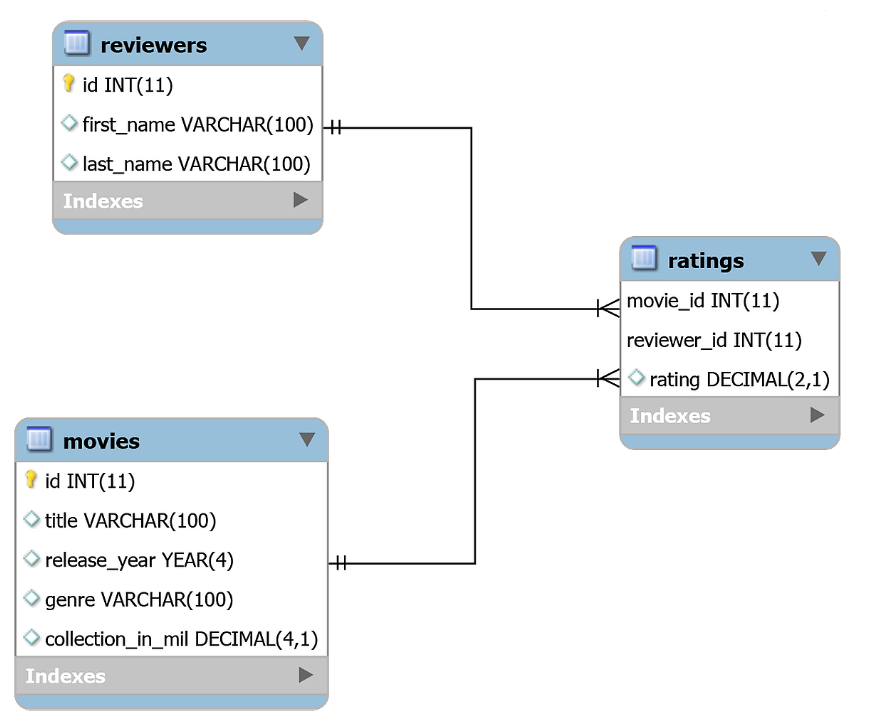 reviewers
id INT(11)
first_name VARCHAR(100)
last_name VARCHAR(100)
Indexes
ratings
movie_id INT(11)
reviewer_id INT(11)
rating DECIMAL(2,1)
Indexes
movies
id INT(11)
title VARCHAR(100)
release_year YEAR(4)
genre VARCHAR(100)
collection_in_mil DECIMAL(4,1)
Indexes